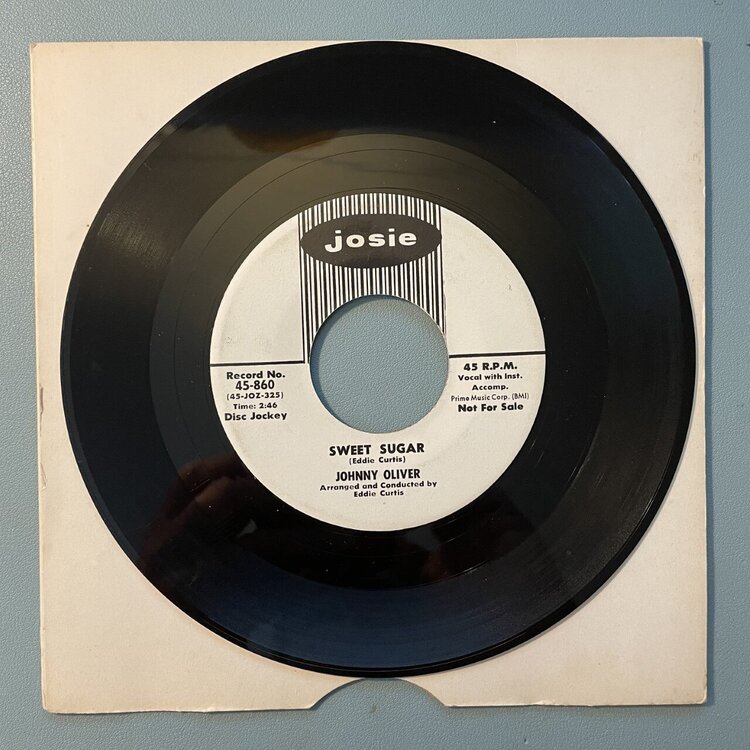 josie
Record No.
45-860
(45-JOZ-325)
Time: 2:46
Disc Jockey
45 R.P.M.
Vocal with Inst.
Accomp.
Prime Music Corp. (BMI)
Not For Sale
SWEET SUGAR
(Eddie Curtis)
JOHNNY OLIVER
Arranged and Conducted by
Eddie Curtis